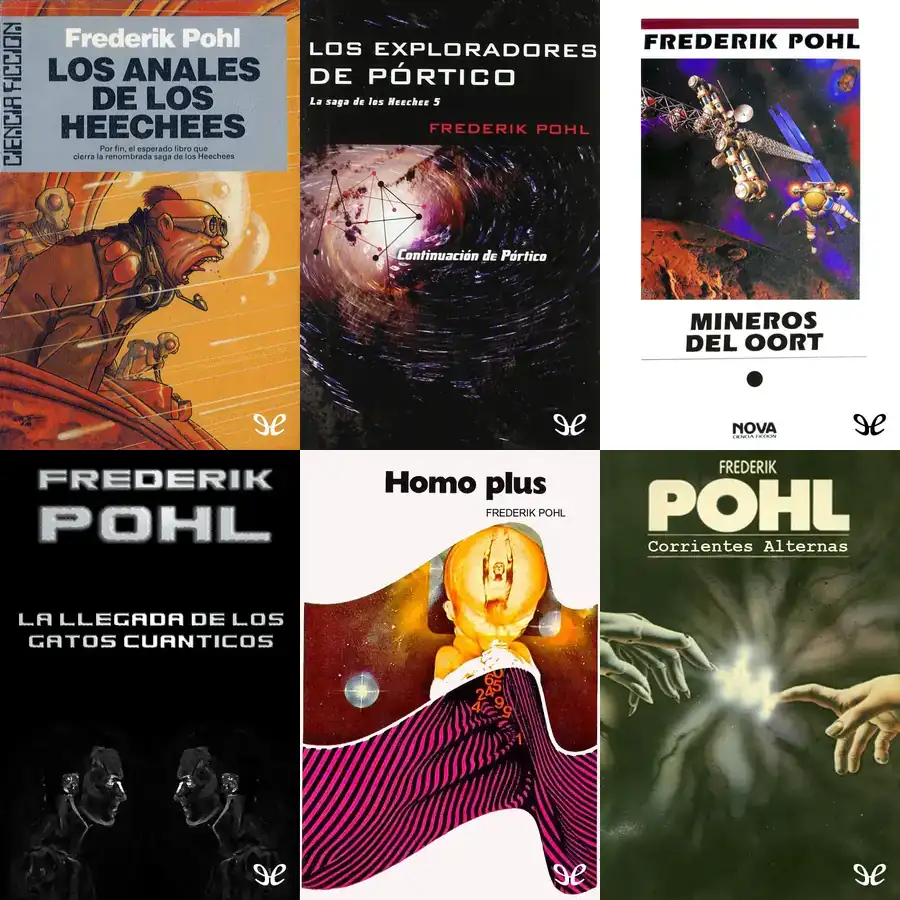 CIENCIA FICCION
Frederik Pohl
LOS ANALES
DE LOS
HEECHEES
Por fin, el esperado libro que
cierra la renombrada saga de los Heechees
LOS EXPLORADORES
DE PÓRTICO
La saga de los Heechee 5
FREDERIK POHL
Continuación de Pórtico
FREDERIK POHL
MINEROS
DEL OORT
NOVA
CIENCIA FICCION
FREDERIK
POHL
LA LLEGADA DE LOS
GATOS CUANTICOS
Homo plus
FREDERIK POHL
FREDERIK
POHL
Corrientes Alternas